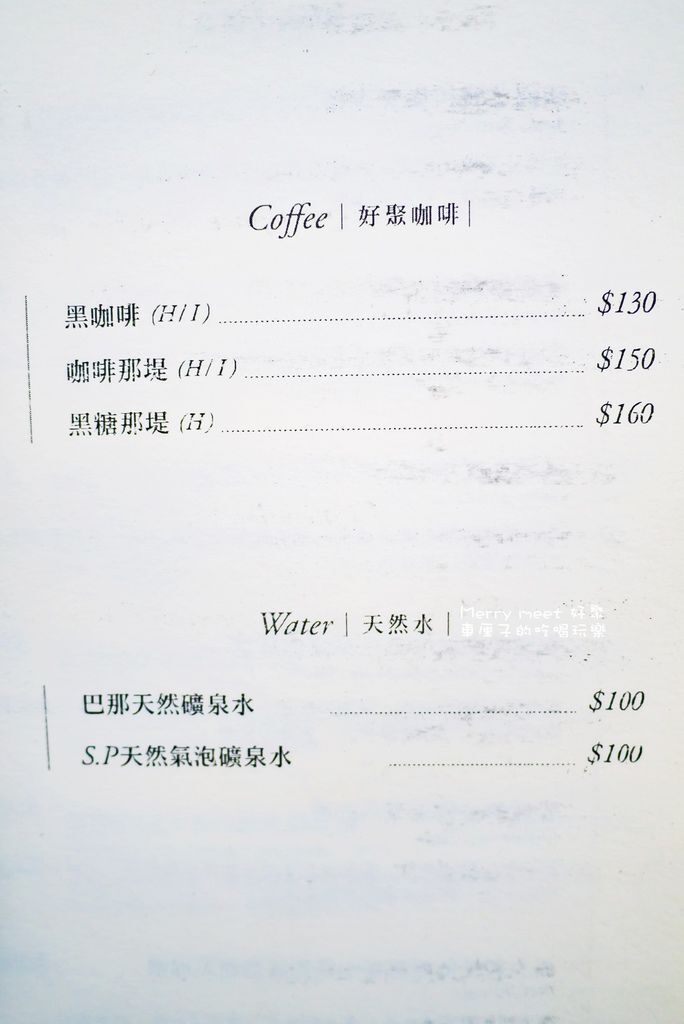 Coffee | 好聚咖啡 |
黑咖啡 (H/I) $130
咖啡那堤 (H/I) $150
黑糖那堤 (H) $160
Water | 天然水 |
Merry meet 好聚
車厘子的吃喝玩樂
巴那天然礦泉水 $100
S.P天然氣泡礦泉水 $100